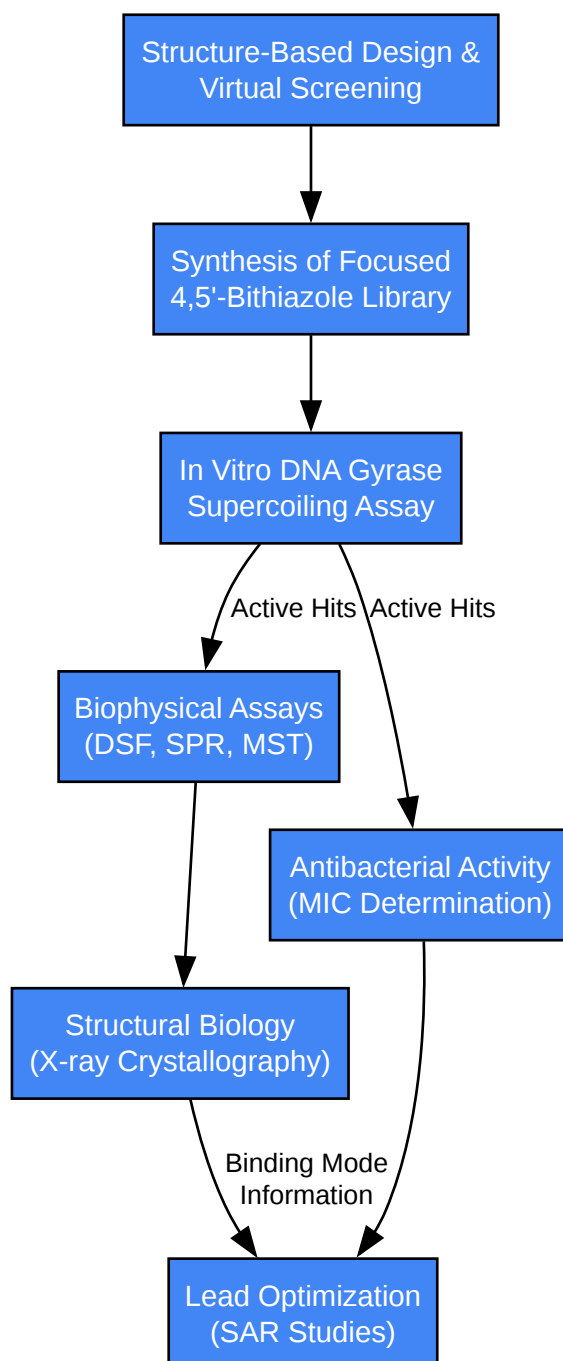 Structure-Based Design &
Virtual Screening
Synthesis of Focused
4,5'-Bithiazole Library
In Vitro DNA Gyrase
Supercoiling Assay
Active Hits
Active Hits
Biophysical Assays
(DSF, SPR, MST)
Antibacterial Activity
(MIC Determination)
Structural Biology
(X-ray Crystallography)
Binding Mode
Information
Lead Optimization
(SAR Studies)